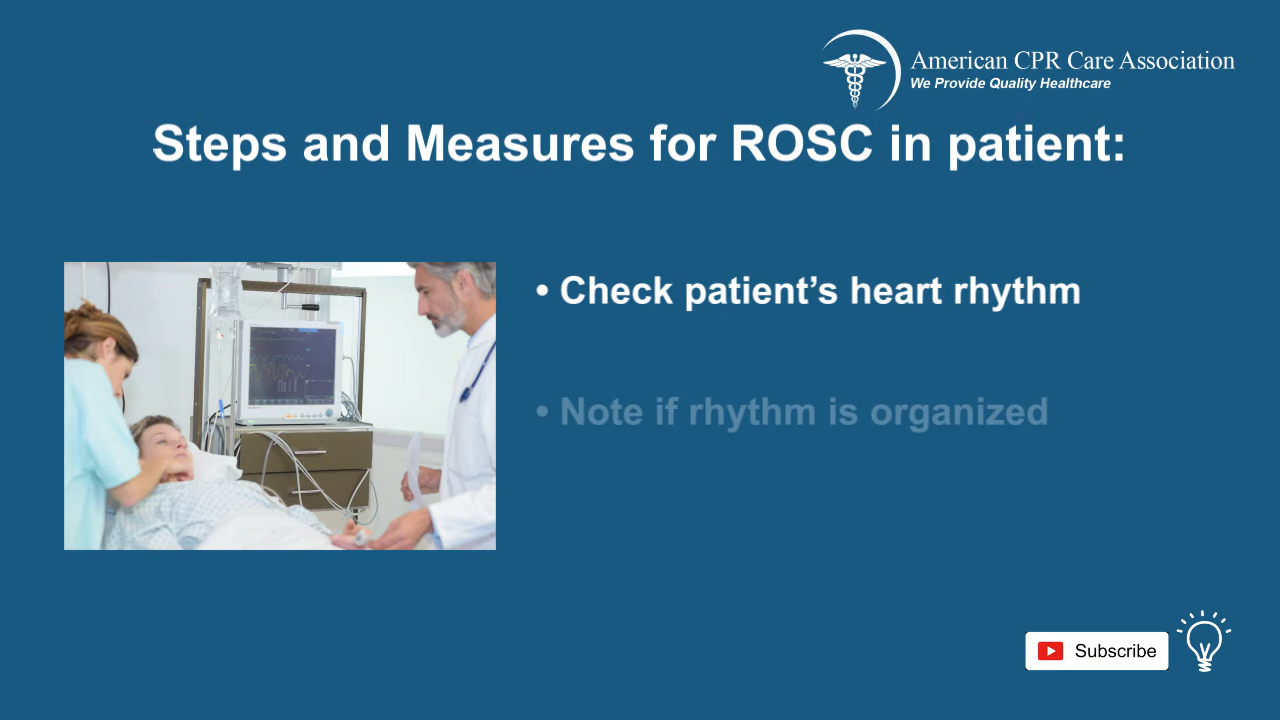 American CPR Care Association
We Provide Quality Healthcare
Steps and Measures for ROSC in patient:
• Check patient’s heart rhythm
• Note if rhythm is organized
Subscribe